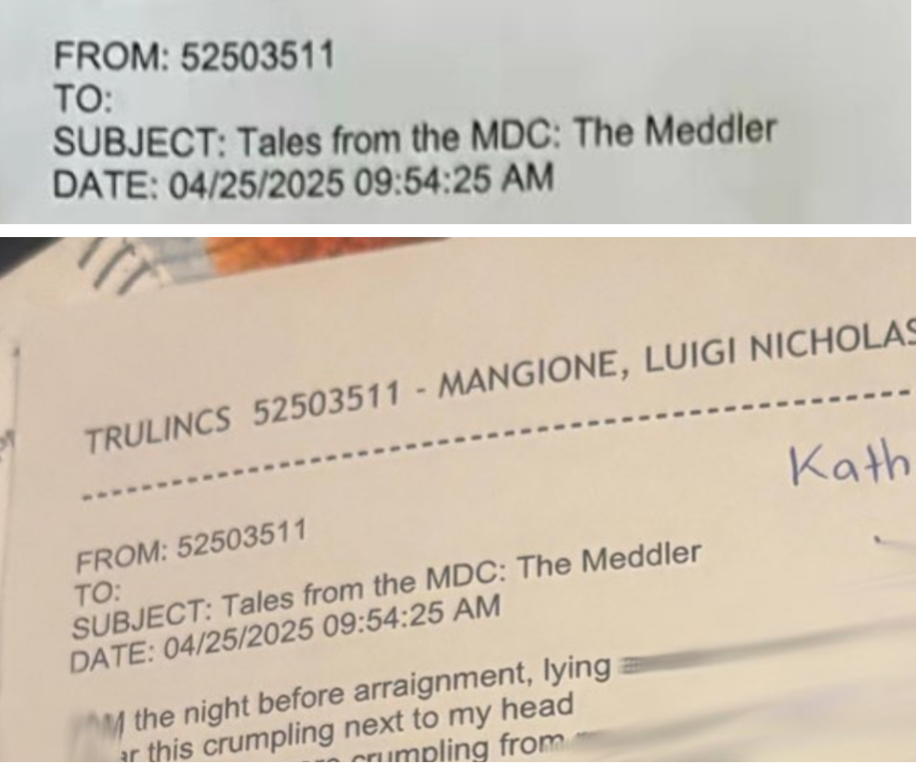 FROM: 52503511
TO:
SUBJECT: Tales from the MDC: The Meddler
DATE: 04/25/2025 09:54:25 AM
TRULINCS 52503511 - MANGIONE, LUIGI NICHOLAS
Kath
FROM: 52503511
TO:
SUBJECT: Tales from the MDC: The Meddler
DATE: 04/25/2025 09:54:25 AM
the night before arraignment, lying
this crumpling next to my head
crumpling from